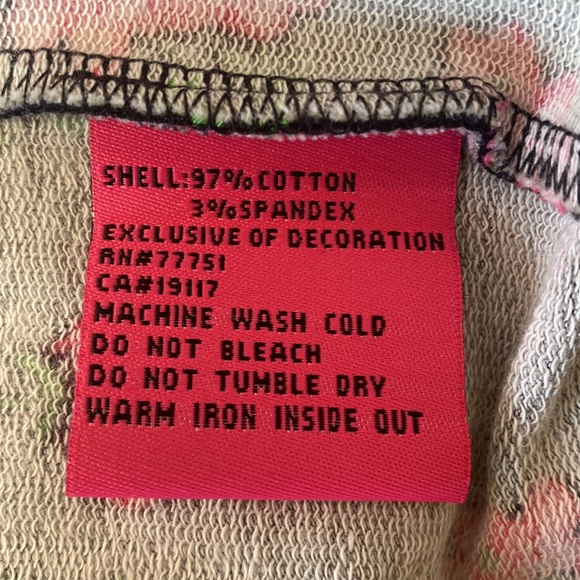 SHELL:97% COTTON
3% SPANDEX
EXCLUSIVE OF DECORATION
RN#77751
CA#19117
MACHINE WASH COLD
DO NOT BLEACH
DO NOT TUMBLE DRY
WARM IRON INSIDE OUT